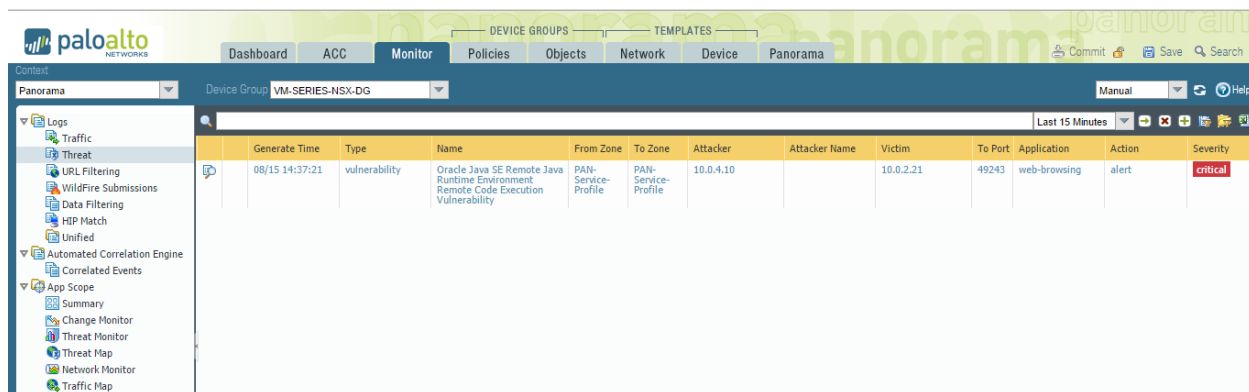 DEVICE GROUPS
TEMPLATES
paloalto
NETWORKS
Dashboard ACC Monitor Policies Objects Network Device Panorama
panorama
Commit Save Search
Context
Panorama
Device Group VM-SERIES-NSX-DG
Manual
Help
Logs
Traffic
Threat
URL Filtering
WildFire Submissions
Data Filtering
HIP Match
Unified
Automated Correlation Engine
Correlated Events
App Scope
Summary
Change Monitor
Threat Monitor
Threat Map
Network Monitor
Traffic Map
Last 15 Minutes
Generate Time Type Name From Zone To Zone Attacker Attacker Name Victim To Port Application Action Severity
08/15 14:37:21 vulnerability Oracle Java SE Remote Java PAN- PAN- 10.0.4.10 10.0.2.21 49243 web-browsing alert critical
Runtime Environment Service- Service-
Remote Code Execution Profile Profile
Vulnerability